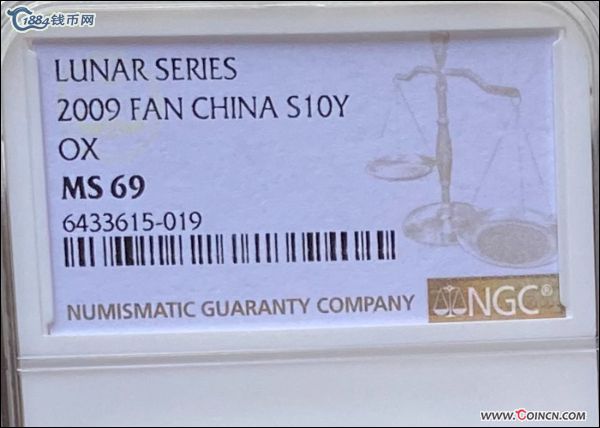 1884钱币网
LUNAR SERIES
2009 FAN CHINA S10Y
OX
MS 69
6433615-019
NUMISMATIC GUARANTY COMPANY
NGC®
WWW.COINCN.COM